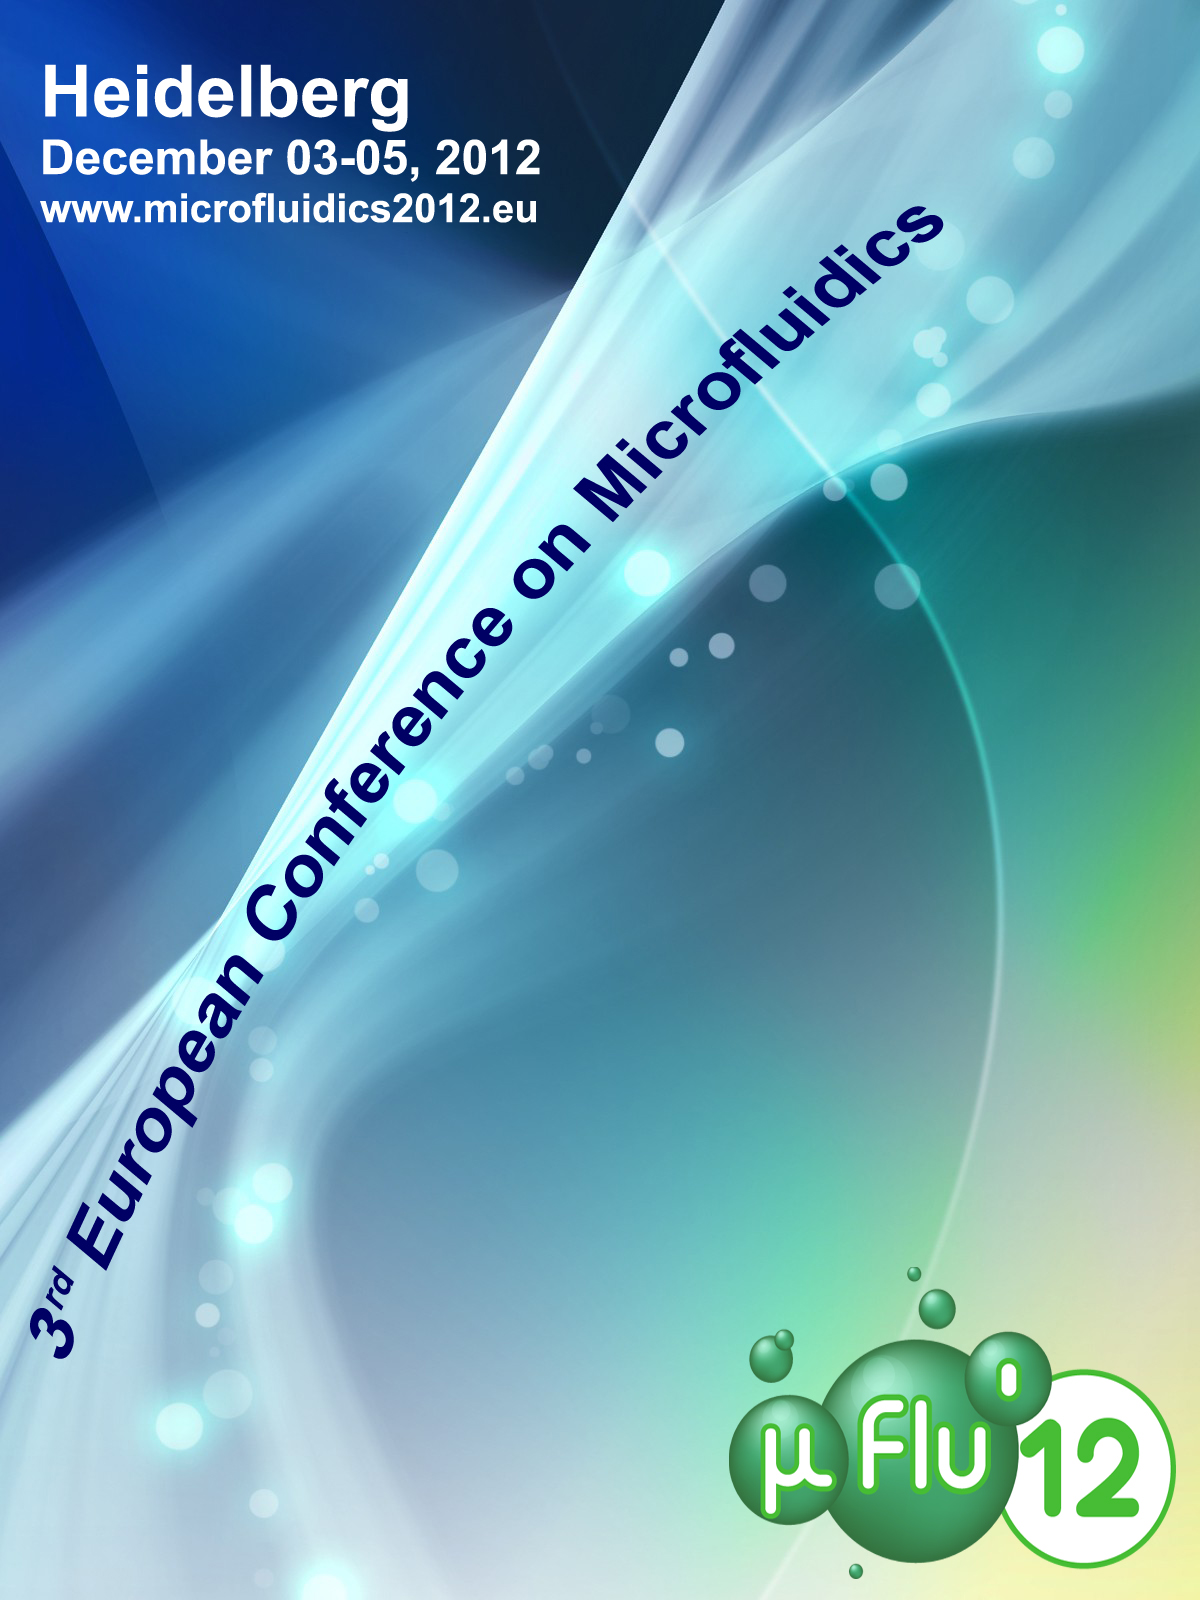 Heidelberg
December 03-05, 2012
www.microfluidics2012.eu
3rd European Conference on Microfluidics
µFlu' 12